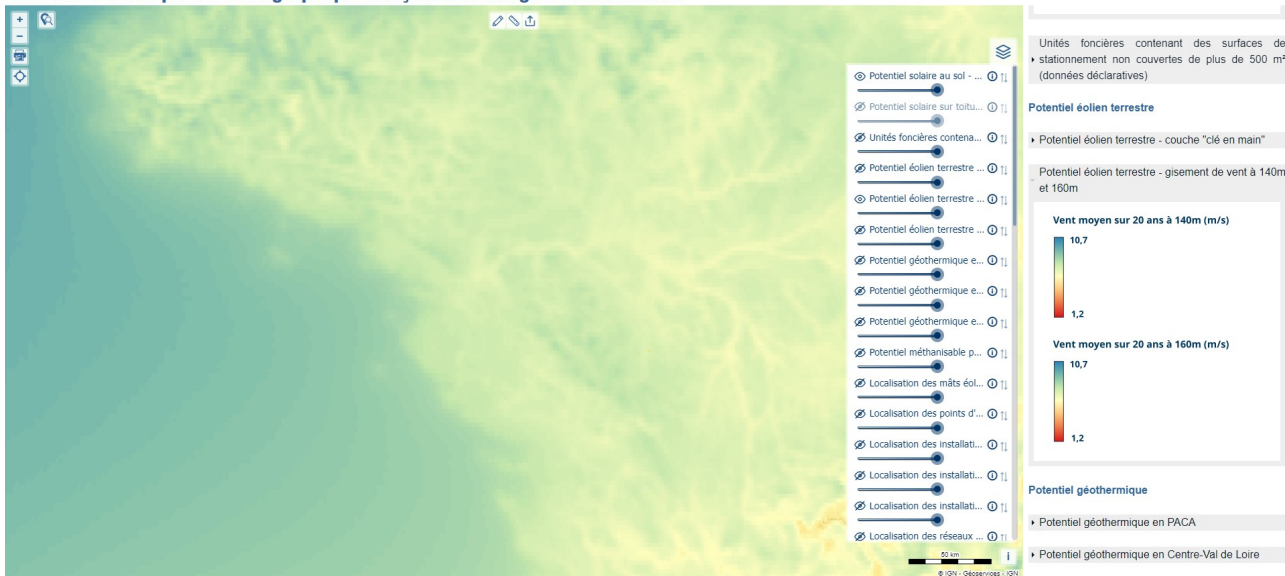 +
-
Potentiel solaire au sol - ...
Potentiel solaire sur toitu...
Unités foncières contena...
Potentiel éolien terrestre ...
Potentiel éolien terrestre ...
Potentiel éolien terrestre ...
Potentiel géothermique e...
Potentiel géothermique e...
Potentiel géothermique e...
Potentiel méthanisable p...
Localisation des mâts éol...
Localisation des points d'...
Localisation des installati...
Localisation des installati...
Localisation des installati...
Localisation des réseaux ...
50 km
i
© IGN - Géoservices - IGN
Unités foncières contenant des surfaces de
stationnement non couvertes de plus de 500 m²
(données déclaratives)
Potentiel éolien terrestre
Potentiel éolien terrestre - couche "clé en main"
Potentiel éolien terrestre - gisement de vent à 140m
et 160m
Vent moyen sur 20 ans à 140m (m/s)
10,7
1,2
Vent moyen sur 20 ans à 160m (m/s)
10,7
1,2
Potentiel géothermique
Potentiel géothermique en PACA
Potentiel géothermique en Centre-Val de Loire